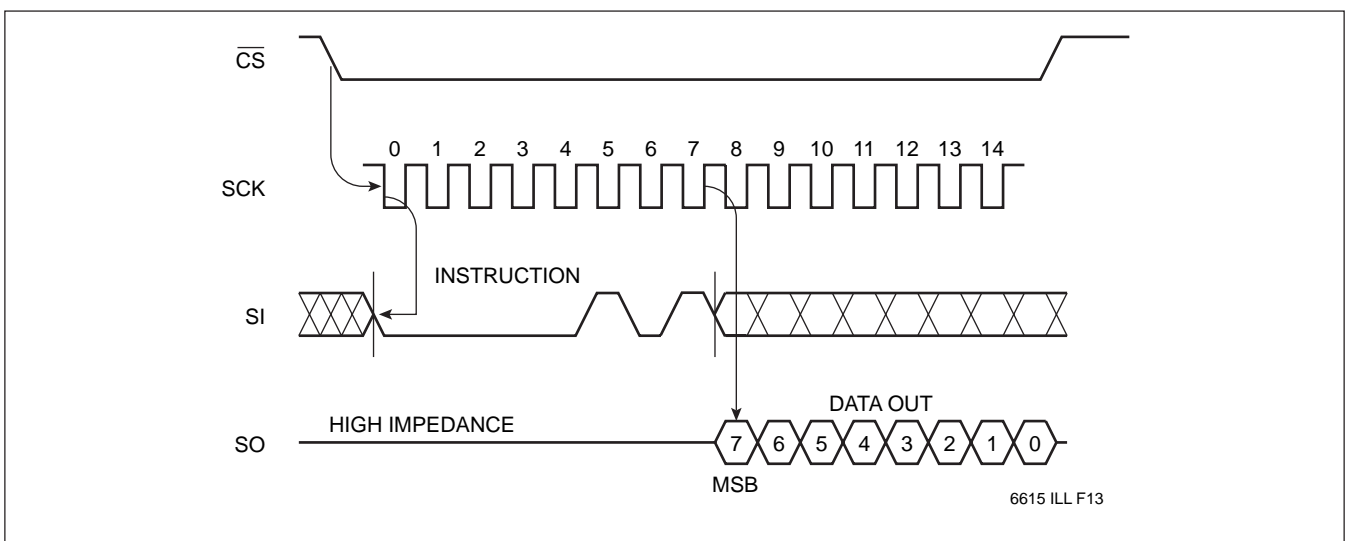 C̅S̅
0 1 2 3 4 5 6 7 8 9 10 11 12 13 14
SCK
INSTRUCTION
SI
DATA OUT
HIGH IMPEDANCE
SO
7 6 5 4 3 2 1 0
MSB
6615 ILL F13